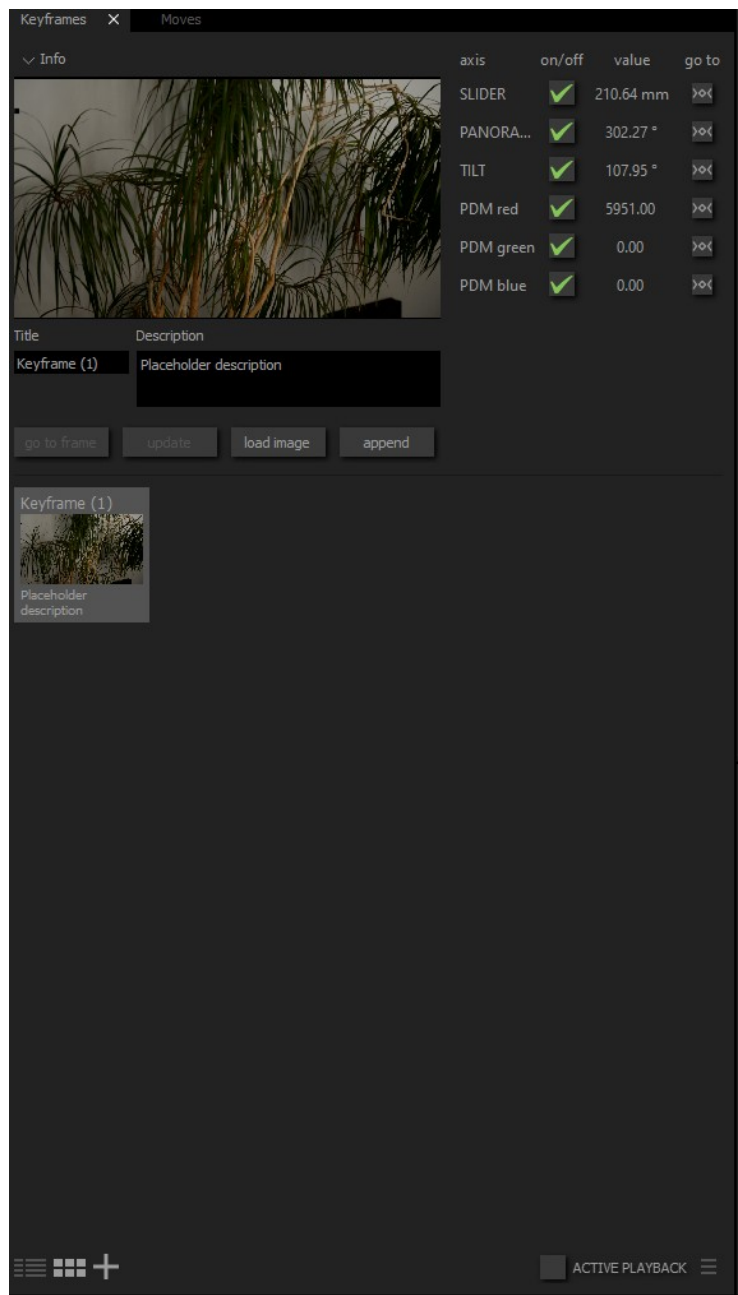 Keyframes
Moves
Info
axis on/off value go to
SLIDER 210.64 mm
PANORA... 302.27 °
TILT 107.95 °
PDM red 5951.00
PDM green 0.00
PDM blue 0.00
Title Description
Keyframe (1) Placeholder description
go to frame update load image append
Keyframe (1)
Placeholder
description
ACTIVE PLAYBACK